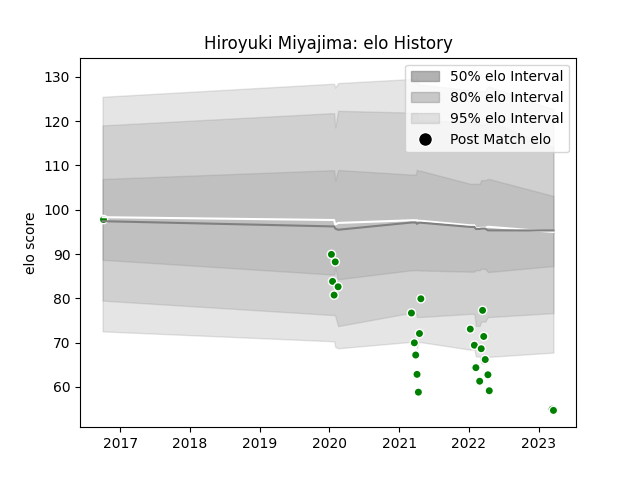 Hiroyuki Miyajima: elo History
50% elo Interval
80% elo Interval
95% elo Interval
Post Match elo
elo score
130
120
110
100
90
80
70
60
2017 2018 2019 2020 2021 2022 2023